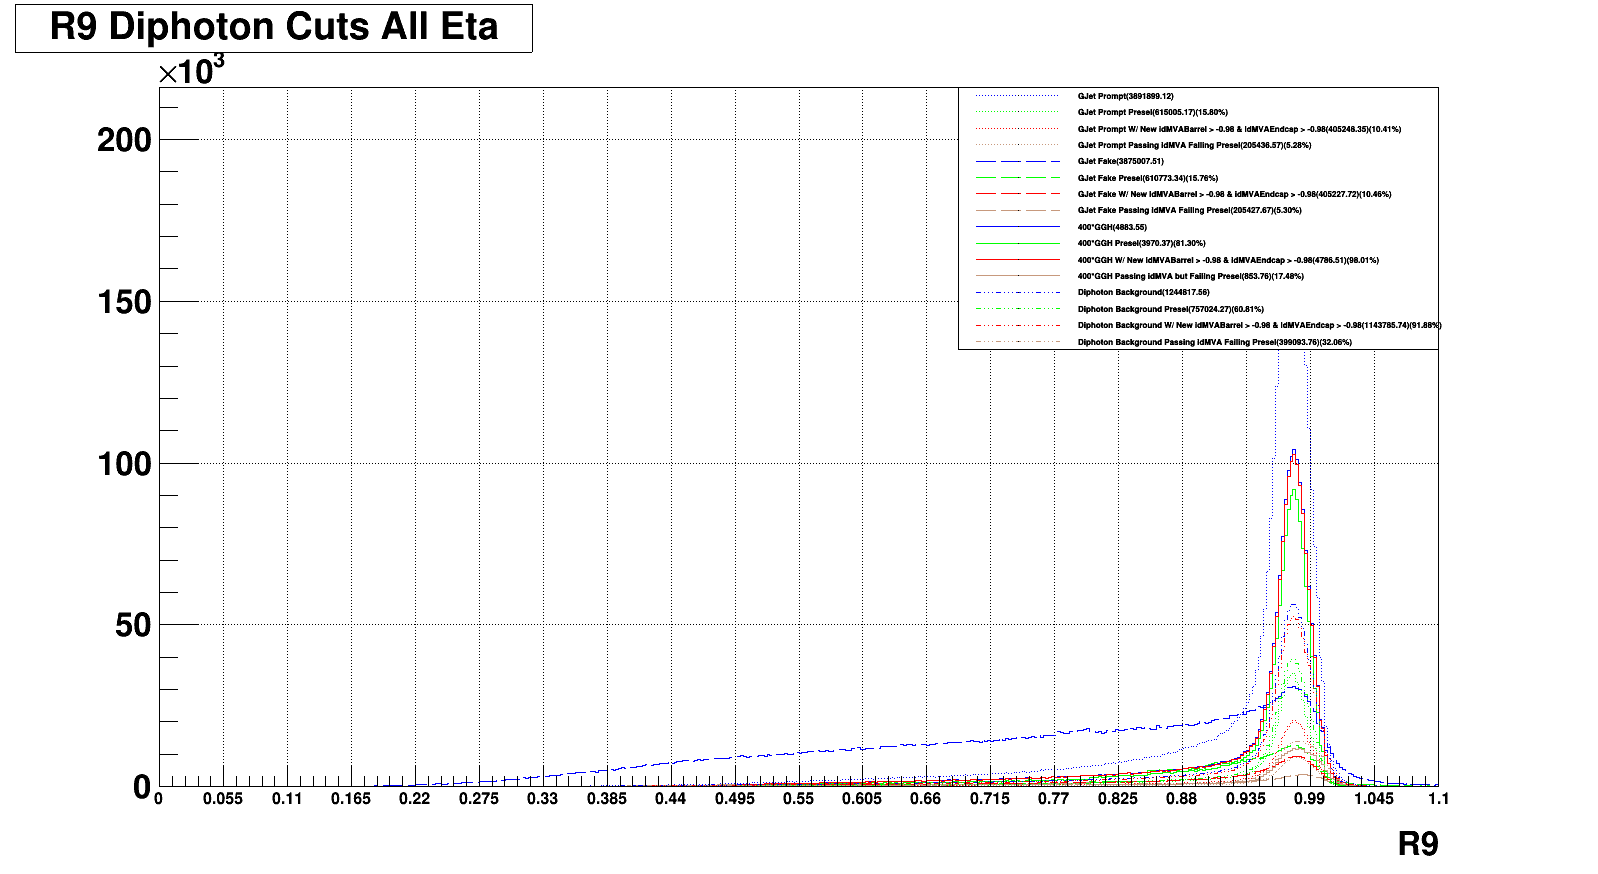 R9 Diphoton Cuts All Eta
×10³
200
150
100
50
0
GJet Prompt(3891899.12)
GJet Prompt Presel(615005.17)(15.80%)
GJet Prompt W/ New idMVABarrel > -0.98 & idMVAEndcap > -0.98(405248.35)(10.41%)
GJet Prompt Passing idMVA Failing Presel(205436.57)(5.28%)
GJet Fake(3875007.51)
GJet Fake Presel(610773.34)(15.76%)
GJet Fake W/ New idMVABarrel > -0.98 & idMVAEndcap > -0.98(405227.72)(10.46%)
GJet Fake Passing idMVA Failing Presel(205427.67)(5.30%)
400*GGH(4883.55)
400*GGH Presel(3970.37)(81.30%)
400*GGH W/ New idMVABarrel > -0.98 & idMVAEndcap > -0.98(4786.51)(98.01%)
400*GGH Passing idMVA but Failing Presel(853.76)(17.48%)
Diphoton Background(1244817.56)
Diphoton Background Presel(757024.27)(60.81%)
Diphoton Background W/ New idMVABarrel > -0.98 & idMVAEndcap > -0.98(1143785.74)(91.88%)
Diphoton Background Passing idMVA Failing Presel(399093.76)(32.06%)
0 0.055 0.11 0.165 0.22 0.275 0.33 0.385 0.44 0.495 0.55 0.605 0.66 0.715 0.77 0.825 0.88 0.935 0.99 1.045 1.1
R9